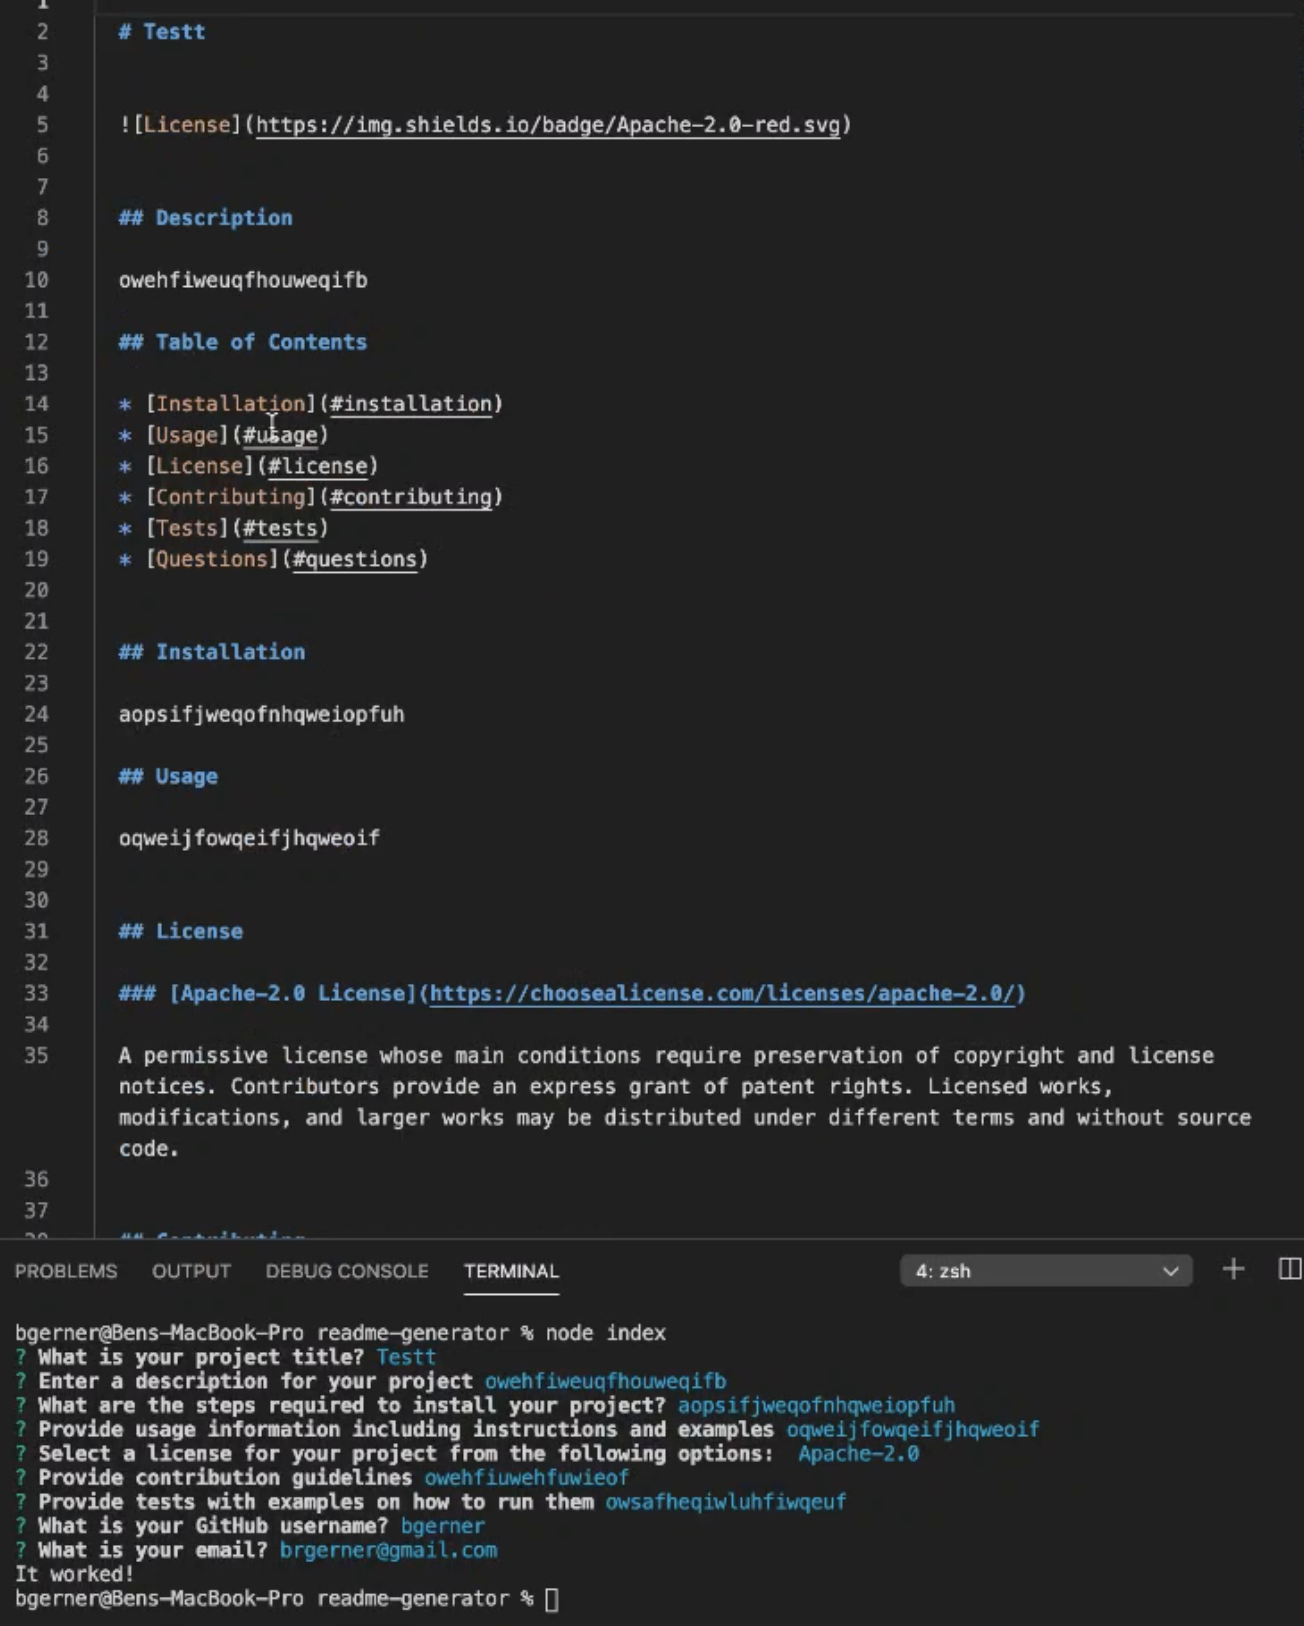 1
2 # Testt
3
4
5 ![License](https://img.shields.io/badge/Apache-2.0-red.svg)
6
7
8 ## Description
9
10 owehfiweuqfhouweqifb
11
12 ## Table of Contents
13
14 * [Installation](#installation)
15 * [Usage](#usage)
16 * [License](#license)
17 * [Contributing](#contributing)
18 * [Tests](#tests)
19 * [Questions](#questions)
20
21
22 ## Installation
23
24 aopsifjweqofnhqweiopfuh
25
26 ## Usage
27
28 oqweijfowqeifjhqweoif
29
30
31 ## License
32
33 ### [Apache-2.0 License](https://choosealicense.com/licenses/apache-2.0/)
34
35 A permissive license whose main conditions require preservation of copyright and license
notices. Contributors provide an express grant of patent rights. Licensed works,
modifications, and larger works may be distributed under different terms and without source
code.
36
37
38 ## Contributing
PROBLEMS OUTPUT DEBUG CONSOLE TERMINAL 4: zsh
bgerner@Bens-MacBook-Pro readme-generator % node index
? What is your project title? Testt
? Enter a description for your project owehfiweuqfhouweqifb
? What are the steps required to install your project? aopsifjweqofnhqweiopfuh
? Provide usage information including instructions and examples oqweijfowqeifjhqweoif
? Select a license for your project from the following options:  Apache-2.0
? Provide contribution guidelines owehfiuwehfuwieof
? Provide tests with examples on how to run them owsafheqiwluhfiwqeuf
? What is your GitHub username? bgerner
? What is your email? brgerner@gmail.com
It worked!
bgerner@Bens-MacBook-Pro readme-generator %